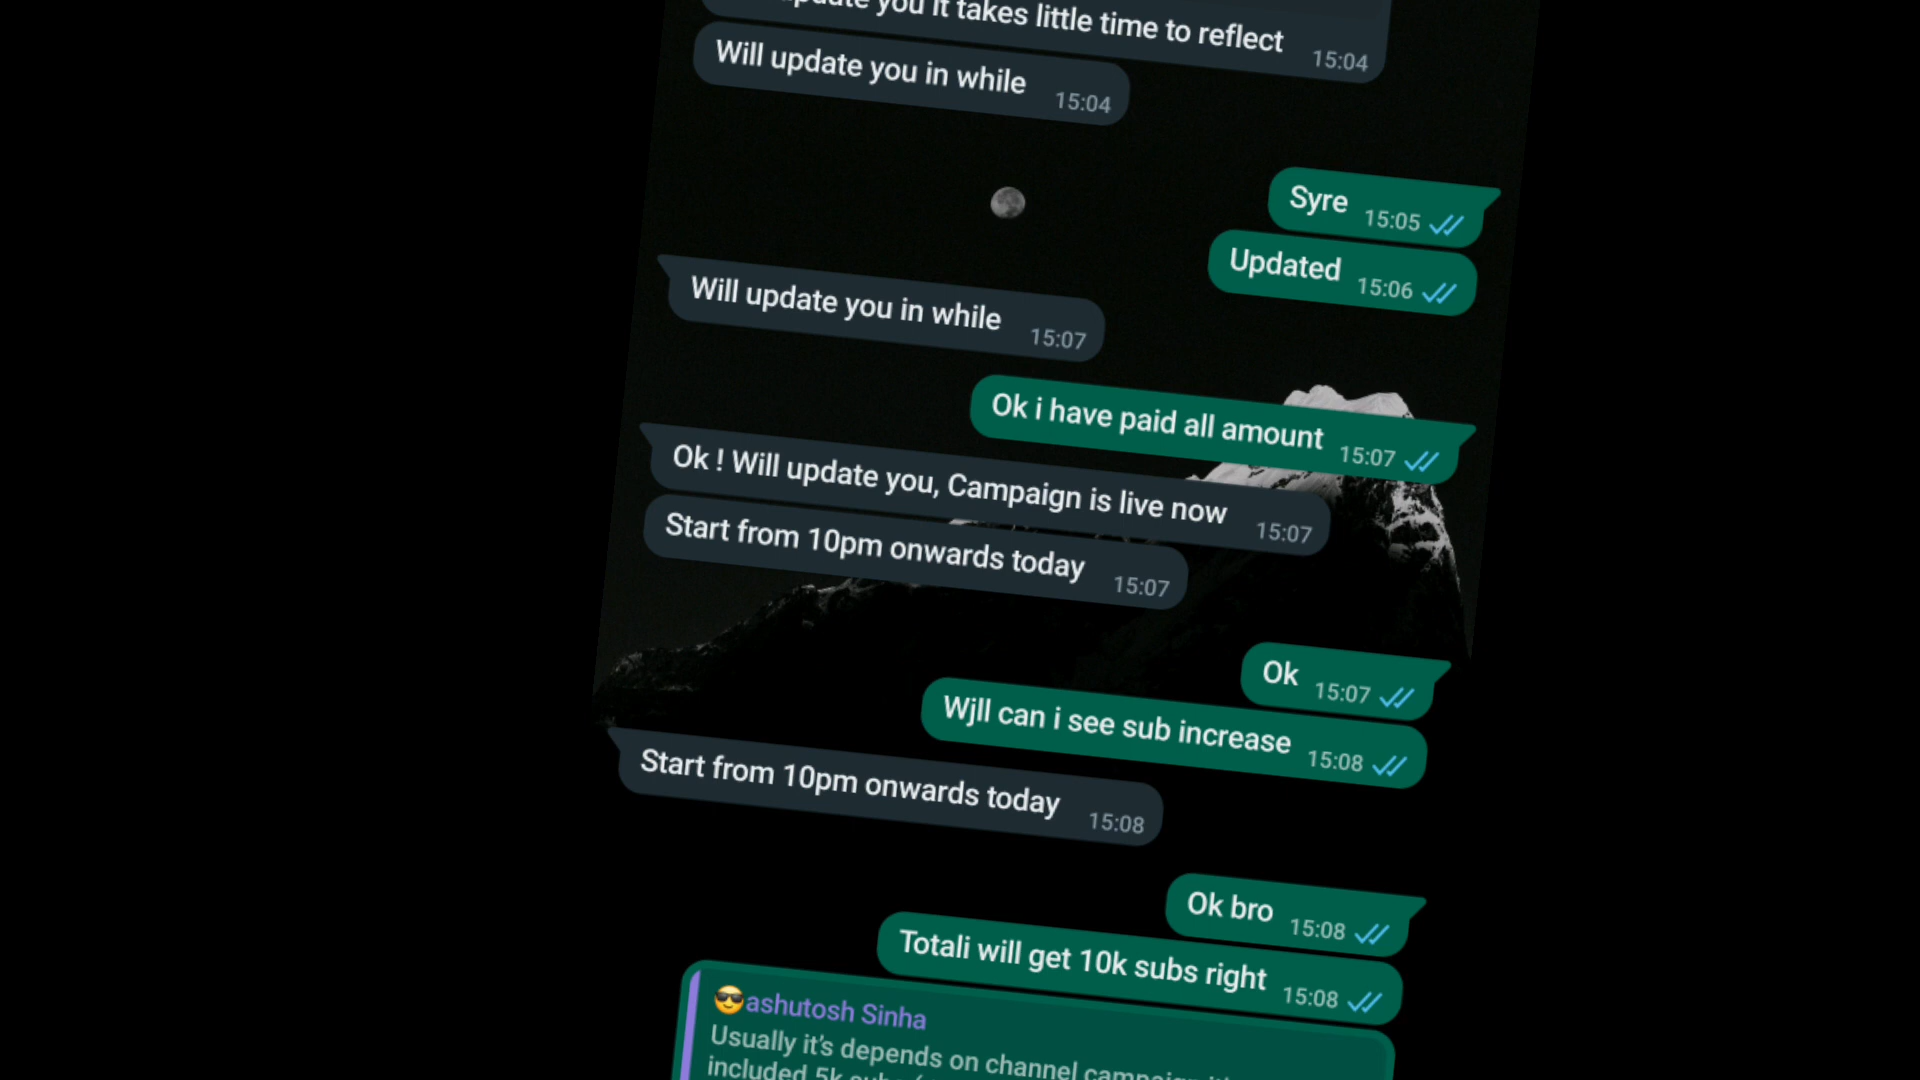 you it takes little time to reflect 15:04
Will update you in while 15:04
Syre 15:05
Updated 15:06
Will update you in while 15:07
Ok i have paid all amount 15:07
Ok ! Will update you, Campaign is live now 15:07
Start from 10pm onwards today 15:07
Ok 15:07
Wjll can i see sub increase 15:08
Start from 10pm onwards today 15:08
Ok bro 15:08
Totali will get 10k subs right 15:08
😎ashutosh Sinha
Usually it's depends on channel campaign
included 5k